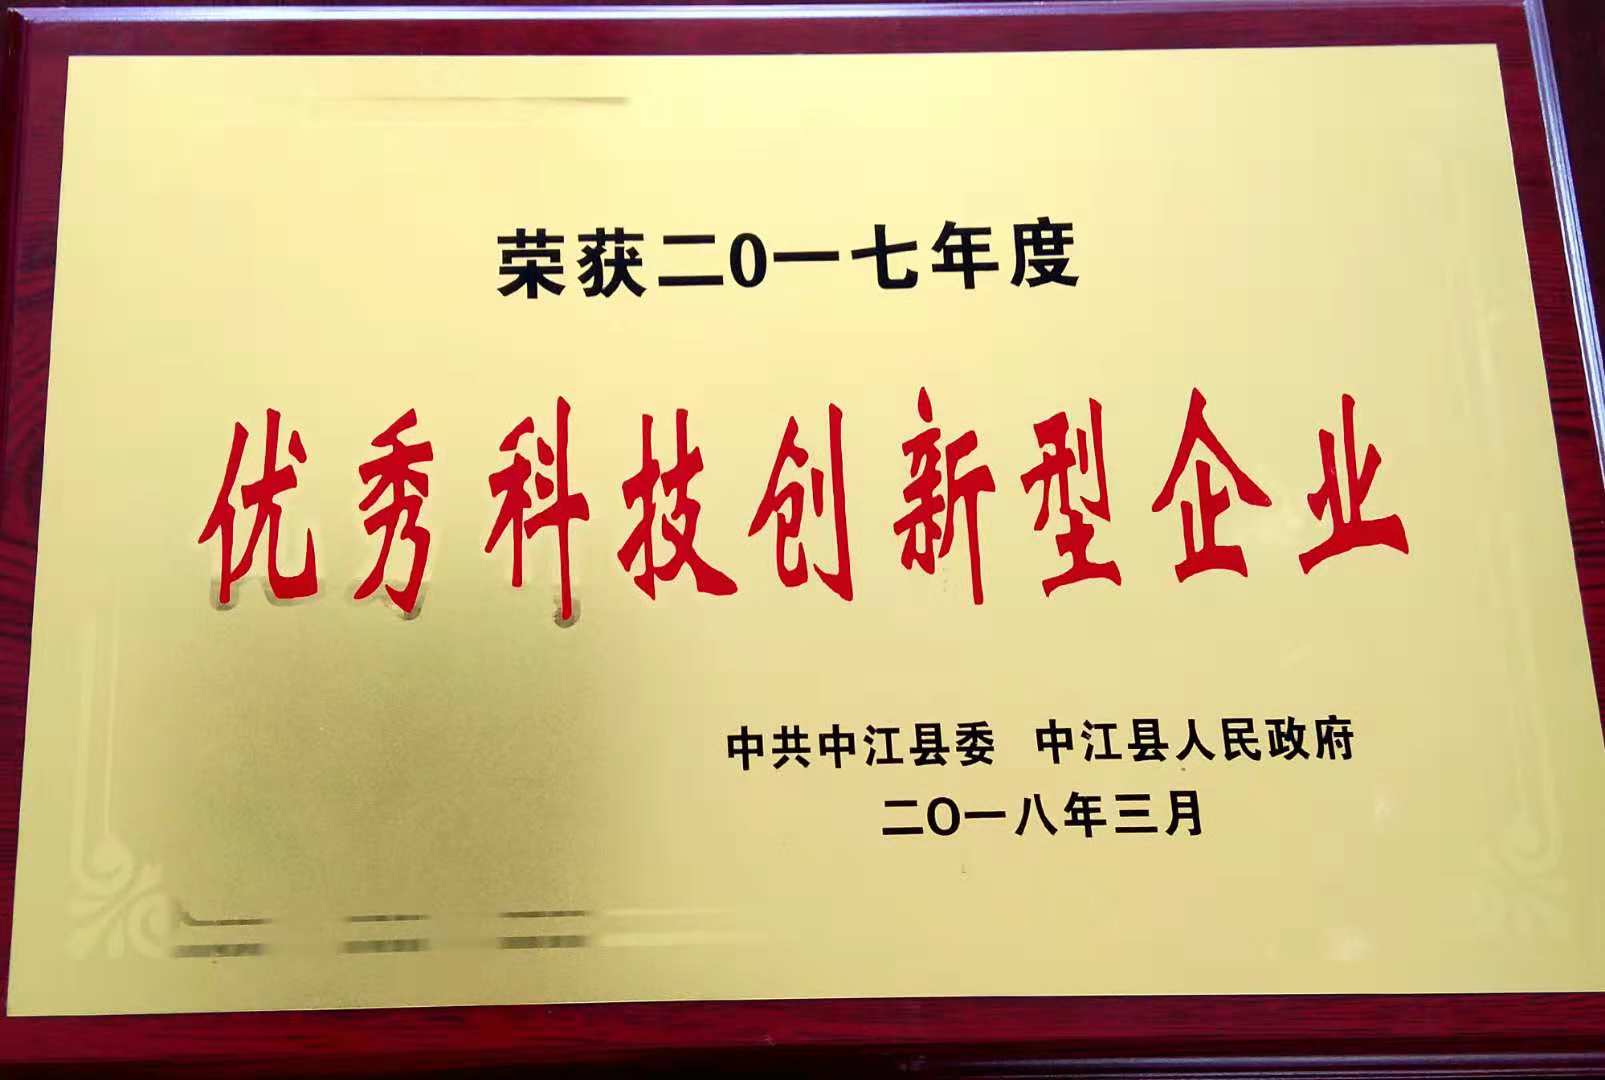 荣获二0一七年度
优秀科技创新型企业
中共中江县委 中江县人民政府
二O一八年三月